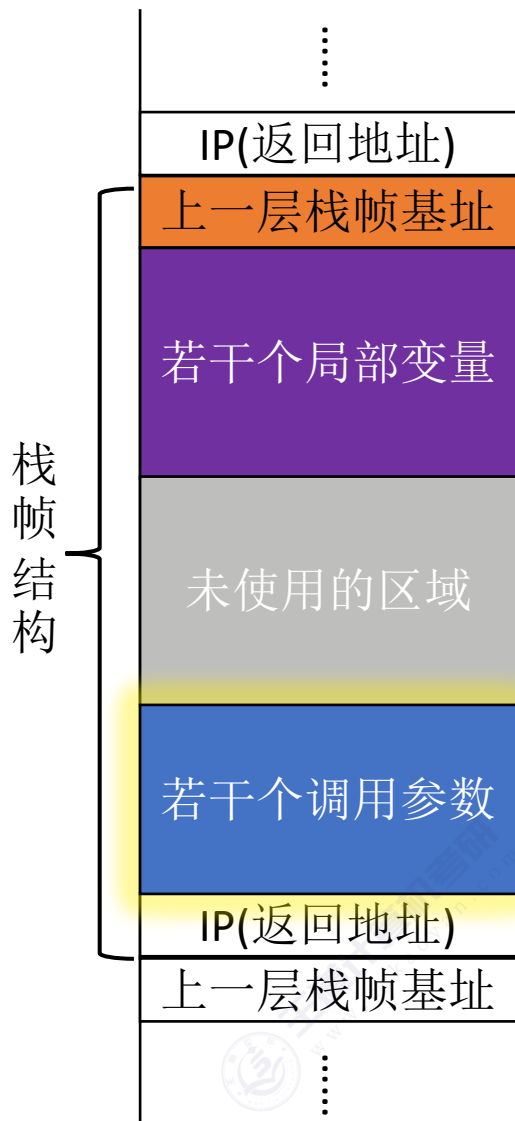 ......
IP(返回地址)
上一层栈帧基址
若干个局部变量
栈帧结构
未使用的区域
若干个调用参数
IP(返回地址)
上一层栈帧基址
......